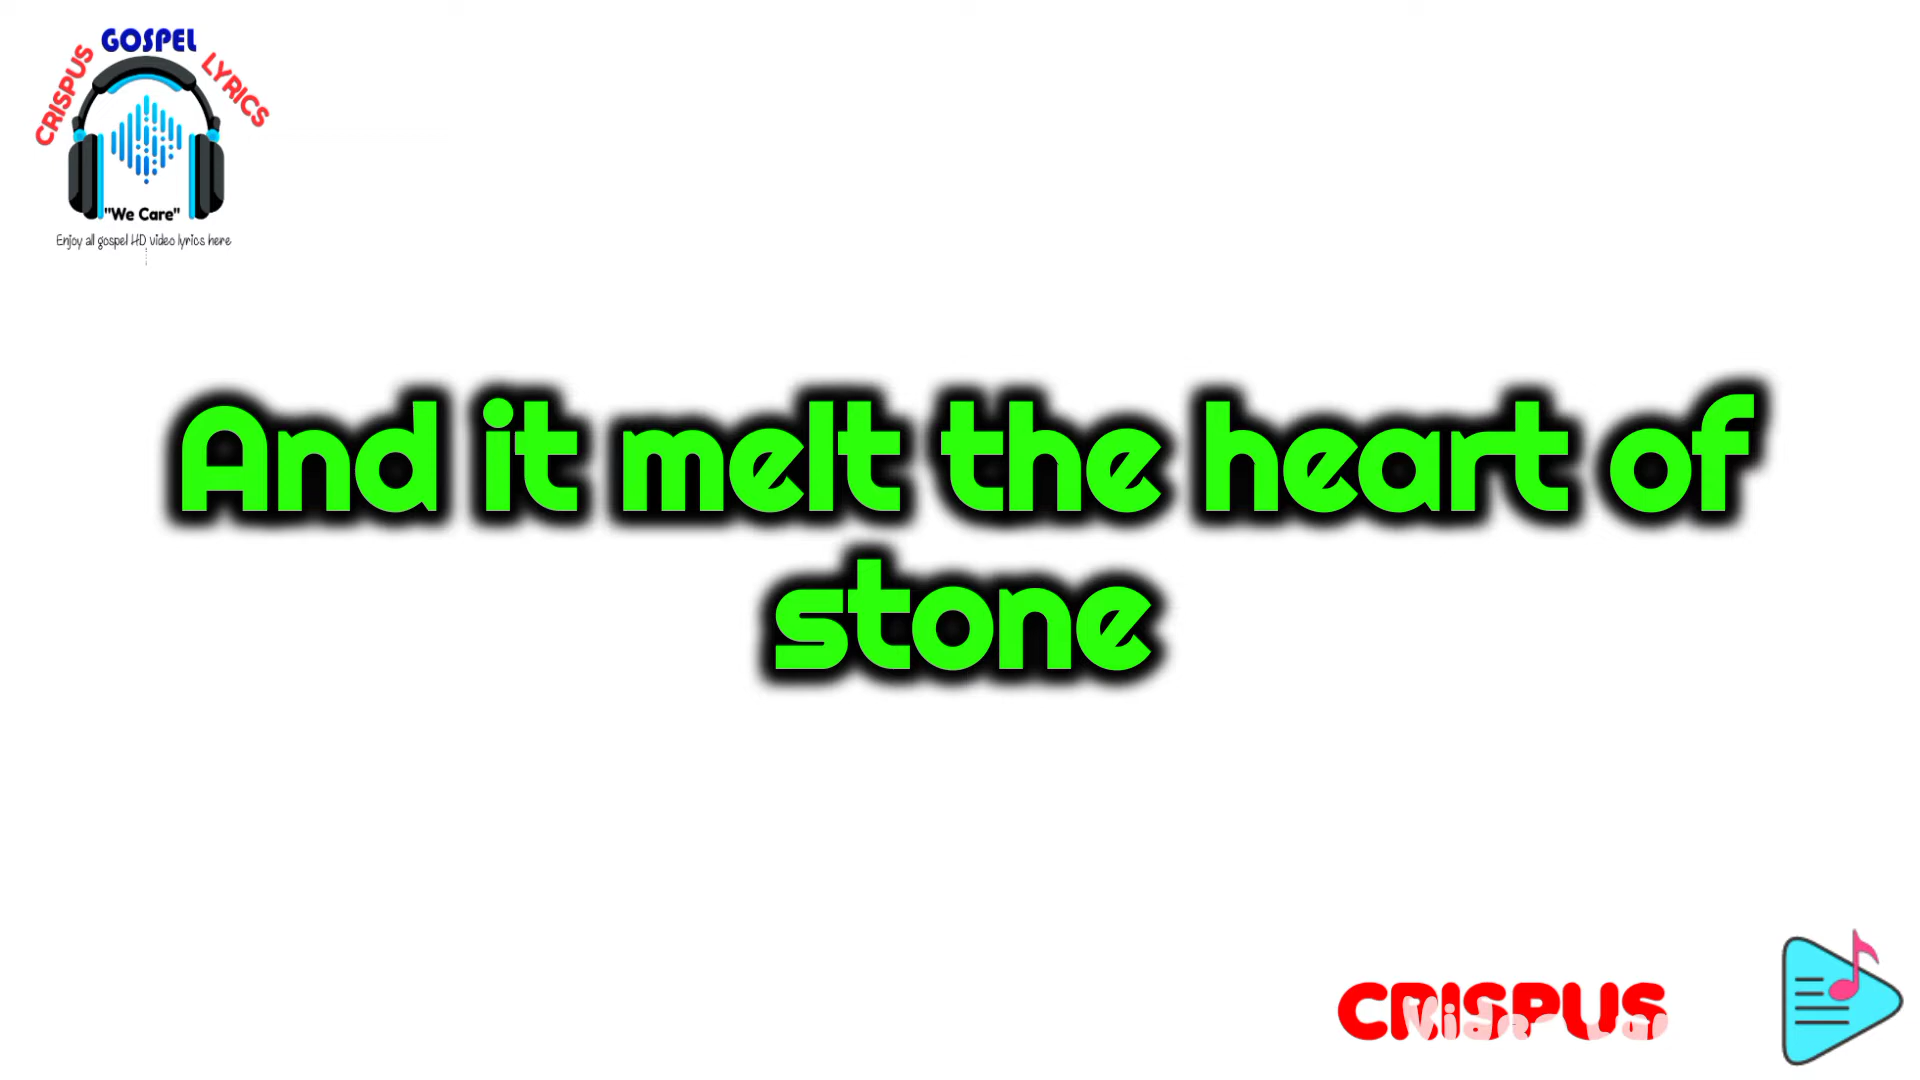 CRISPUS GOSPEL LYRICS
"We Care"
Enjoy all gospel HD video lyrics here
And it melt the heart of
stone
CRISPUS